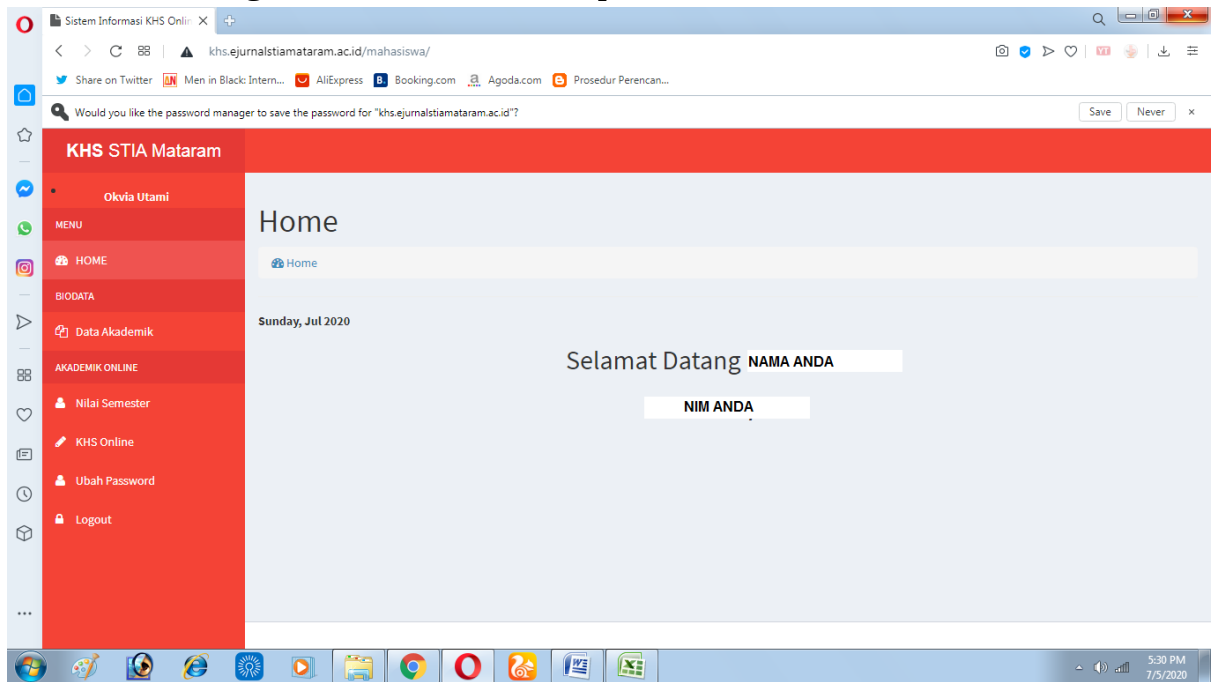 Sistem Informasi KHS Onlin
khs.ejurnalstiamataram.ac.id/mahasiswa/
Share on Twitter Men in Black: Intern... AliExpress Booking.com Agoda.com Prosedur Perencan...
Would you like the password manager to save the password for "khs.ejurnalstiamataram.ac.id"? Save Never
KHS STIA Mataram
Okvia Utami
MENU
HOME
BIODATA
Data Akademik
AKADEMIK ONLINE
Nilai Semester
KHS Online
Ubah Password
Logout
Home
Home
Sunday, Jul 2020
Selamat Datang NAMA ANDA
NIM ANDA
5:30 PM
7/5/2020